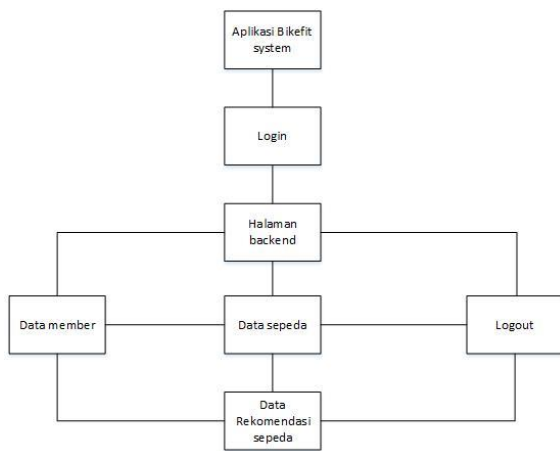 Aplikasi Bikefit
system
Login
Halaman
backend
Data member
Data sepeda
Logout
Data
Rekomendasi
sepeda